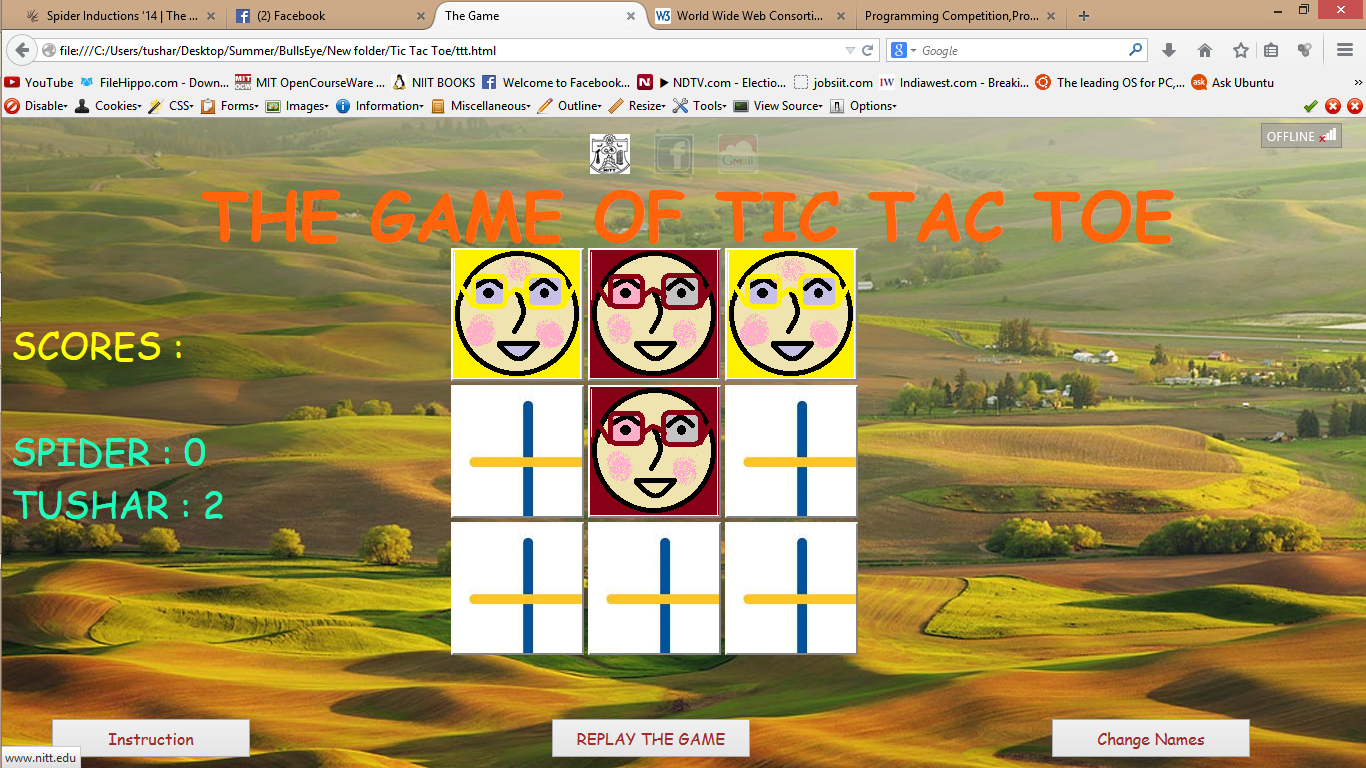 Spider Inductions '14 | The ...
(2) Facebook
The Game
World Wide Web Consorti...
Programming Competition,Pro...
file:///C:/Users/tushar/Desktop/Summer/BullsEye/New folder/Tic Tac Toe/ttt.html
Google
YouTube
FileHippo.com - Down...
MIT OpenCourseWare ...
NIIT BOOKS
Welcome to Facebook...
▶ NDTV.com - Electio...
jobsiit.com
Indiawest.com - Breaki...
The leading OS for PC,...
Ask Ubuntu
Disable
Cookies
CSS
Forms
Images
Information
Miscellaneous
Outline
Resize
Tools
View Source
Options
OFFLINE
NITT
Gmail
THE GAME OF TIC TAC TOE
SCORES :
SPIDER : 0
TUSHAR : 2
Instruction
REPLAY THE GAME
Change Names
www.nitt.edu